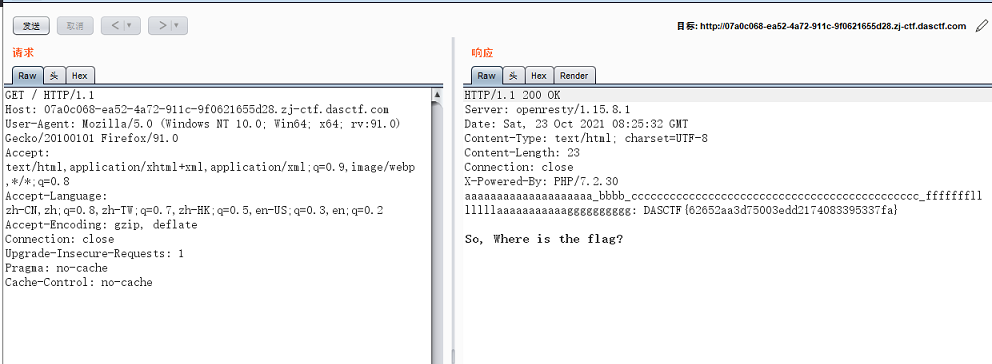 发送
取消
<
>
目标: http://07a0c068-ea52-4a72-911c-9f0621655d28.zj-ctf.dasctf.com
请求
Raw 头 Hex
GET / HTTP/1.1
Host: 07a0c068-ea52-4a72-911c-9f0621655d28.zj-ctf.dasctf.com
User-Agent: Mozilla/5.0 (Windows NT 10.0; Win64; x64; rv:91.0)
Gecko/20100101 Firefox/91.0
Accept:
text/html,application/xhtml+xml,application/xml;q=0.9,image/webp
,*/*;q=0.8
Accept-Language:
zh-CN,zh;q=0.8,zh-TW;q=0.7,zh-HK;q=0.5,en-US;q=0.3,en;q=0.2
Accept-Encoding: gzip, deflate
Connection: close
Upgrade-Insecure-Requests: 1
Pragma: no-cache
Cache-Control: no-cache
响应
Raw 头 Hex Render
HTTP/1.1 200 OK
Server: openresty/1.15.8.1
Date: Sat, 23 Oct 2021 08:25:32 GMT
Content-Type: text/html; charset=UTF-8
Content-Length: 23
Connection: close
X-Powered-By: PHP/7.2.30
aaaaaaaaaaaaaaaaaaaa_bbbb_ccccccccccccccccccccccccccccccccccccccccccccc_fffffffll
lllllaaaaaaaaaaagggggggggg: DASCTF{62652aa3d75003edd2174083395337fa}
So, Where is the flag?